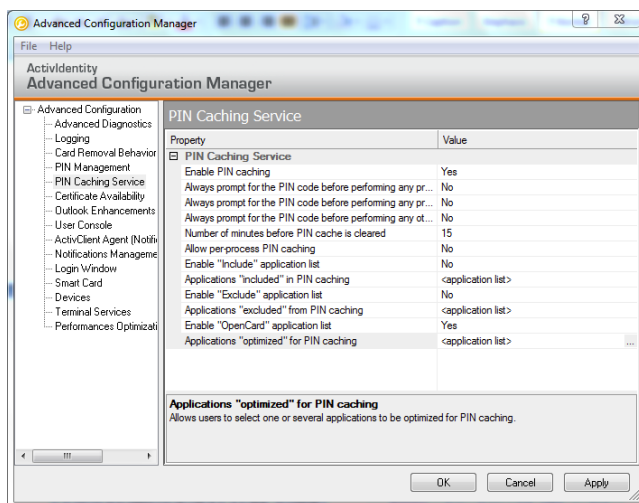 Advanced Configuration Manager
File Help
ActivIdentity
Advanced Configuration Manager
Advanced Configuration
Advanced Diagnostics
Logging
Card Removal Behavior
PIN Management
PIN Caching Service
Certificate Availability
Outlook Enhancements
User Console
ActivClient Agent (Notifi
Notifications Manageme
Login Window
Smart Card
Devices
Terminal Services
Performances Optimizati
PIN Caching Service
Property Value
PIN Caching Service
Enable PIN caching Yes
Always prompt for the PIN code before performing any pr... No
Always prompt for the PIN code before performing any pr... No
Always prompt for the PIN code before performing any ot... No
Number of minutes before PIN cache is cleared 15
Allow per-process PIN caching No
Enable "Include" application list No
Applications "included" in PIN caching <application list>
Enable "Exclude" application list No
Applications "excluded" from PIN caching <application list>
Enable "OpenCard" application list Yes
Applications "optimized" for PIN caching <application list> ...
Applications "optimized" for PIN caching
Allows users to select one or several applications to be optimized for PIN caching.
OK Cancel Apply